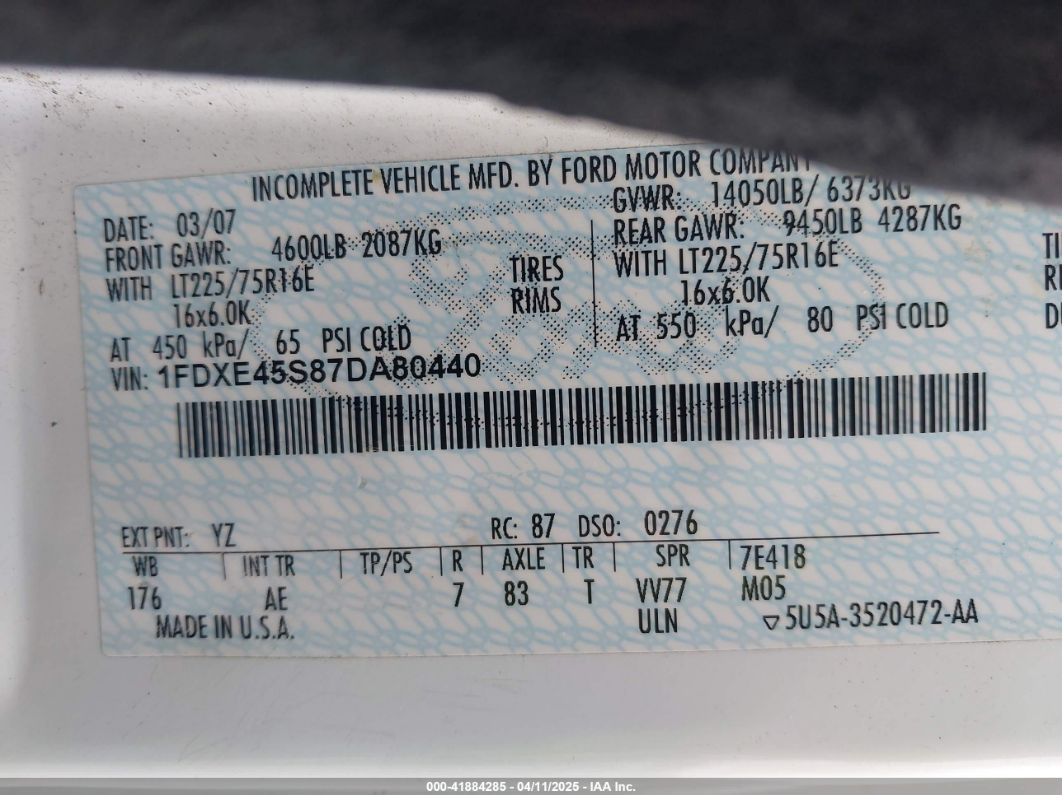 INCOMPLETE VEHICLE MFD. BY FORD MOTOR COMPANY
DATE: 03/07
GVWR: 14050LB/ 6373KG
FRONT GAWR: 4600LB 2087KG
REAR GAWR: 9450LB 4287KG
WITH LT225/75R16E
TIRES
WITH LT225/75R16E
16x6.0K
RIMS
16x6.0K
AT 450 kPa/ 65 PSI COLD
AT 550 kPa/ 80 PSI COLD
VIN: 1FDXE45S87DA80440
EXT PNT: YZ RC: 87 DSO: 0276
WB INT TR TP/PS R AXLE TR SPR 7E418
176 AE 7 83 T VV77 M05
MADE IN U.S.A. ULN ▽5U5A-3520472-AA
000-41884285 - 04/11/2025 - IAA Inc.